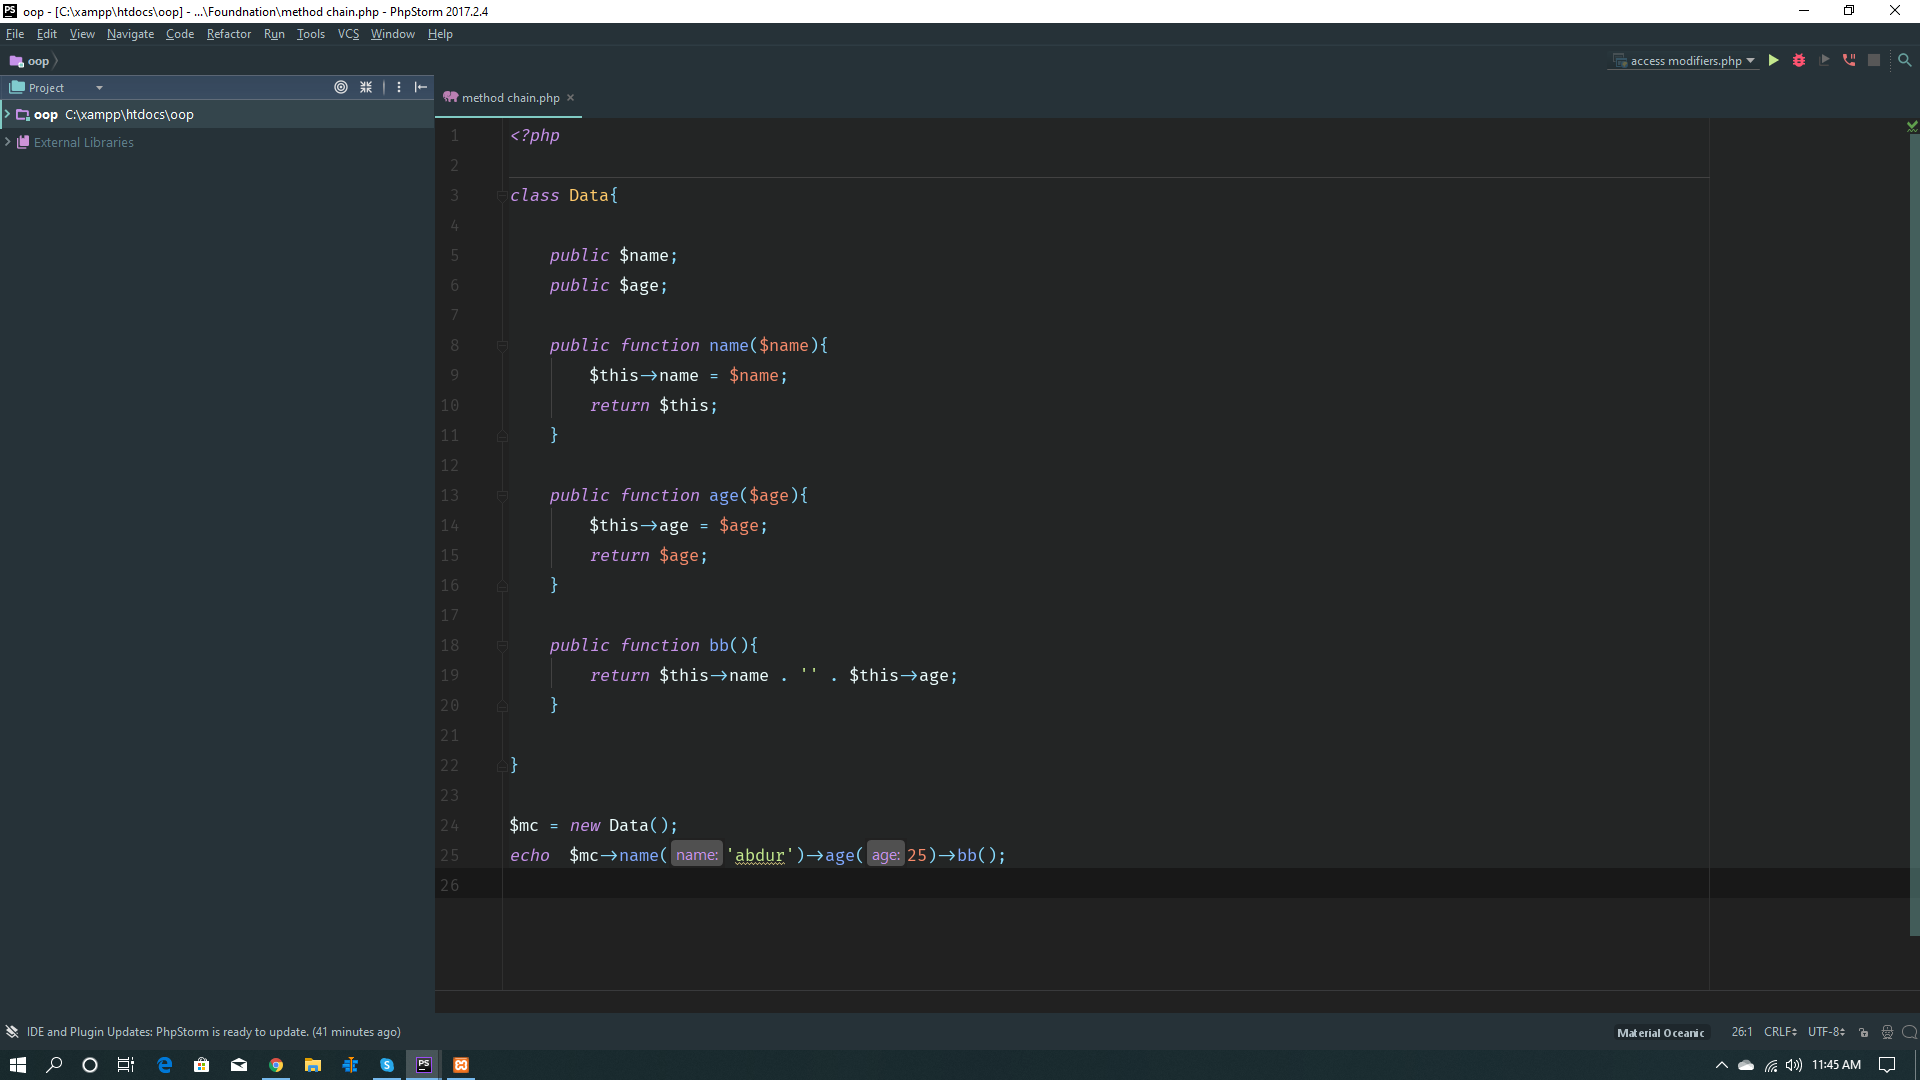 oop - [C:\xampp\htdocs\oop] - ...\Foundnation\method chain.php - PhpStorm 2017.2.4
File Edit View Navigate Code Refactor Run Tools VCS Window Help
oop
access modifiers.php
Project
method chain.php
oop C:\xampp\htdocs\oop
External Libraries
1 <?php
2
3 class Data{
4
5 public $name;
6 public $age;
7
8 public function name($name){
9 $this->name = $name;
10 return $this;
11 }
12
13 public function age($age){
14 $this->age = $age;
15 return $age;
16 }
17
18 public function bb(){
19 return $this->name . '' . $this->age;
20 }
21
22 }
23
24 $mc = new Data();
25 echo $mc->name( name: 'abdur')->age( age: 25)->bb();
26
IDE and Plugin Updates: PhpStorm is ready to update. (41 minutes ago)
Material Oceanic 26:1 CRLF UTF-8
11:45 AM